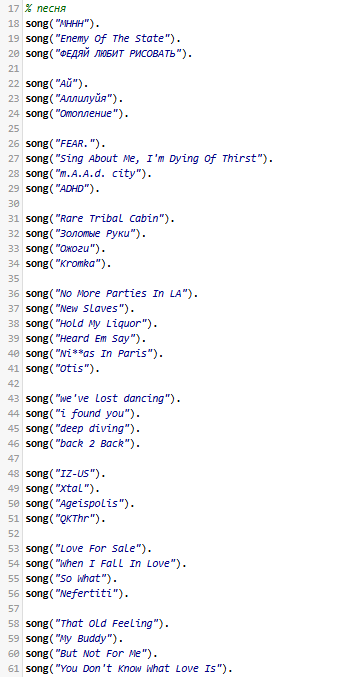 17 % песня
18 song("МННН").
19 song("Enemy Of The State").
20 song("ФЕДЯЙ ЛЮБИТ РИСОВАТЬ").
21
22 song("Ай").
23 song("Аллилуйя").
24 song("Отопление").
25
26 song("FEAR.").
27 song("Sing About Me, I'm Dying Of Thirst").
28 song("m.A.A.d. city").
29 song("ADHD").
30
31 song("Rare Tribal Cabin").
32 song("Золотые Руки").
33 song("Ожоги").
34 song("Kromka").
35
36 song("No More Parties In LA").
37 song("New Slaves").
38 song("Hold My Liquor").
39 song("Heard Em Say").
40 song("Ni**as In Paris").
41 song("Otis").
42
43 song("we've lost dancing").
44 song("i found you").
45 song("deep diving").
46 song("back 2 Back").
47
48 song("IZ-US").
49 song("Xtal").
50 song("Ageispolis").
51 song("QKThr").
52
53 song("Love For Sale").
54 song("When I Fall In Love").
55 song("So What").
56 song("Nefertiti").
57
58 song("That Old Feeling").
59 song("My Buddy").
60 song("But Not For Me").
61 song("You Don't Know What Love Is").